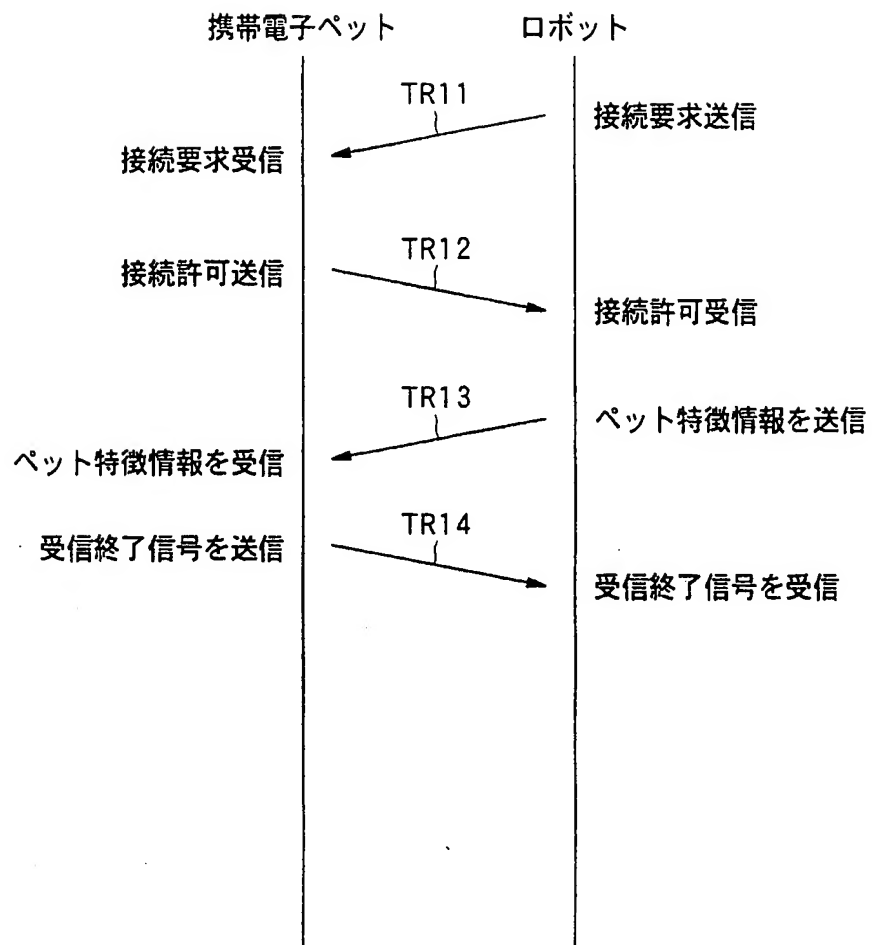 携帯電子ペット
ロボット
TR11
接続要求送信
接続要求受信
TR12
接続許可送信
接続許可受信
TR13
ペット特徴情報を送信
ペット特徴情報を受信
TR14
受信終了信号を送信
受信終了信号を受信